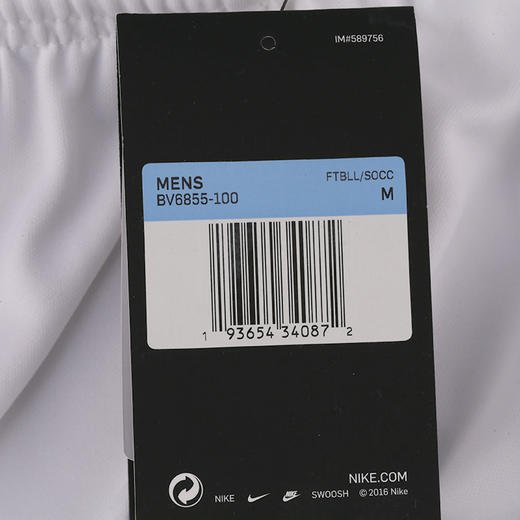 IM#589756
MENS FTBLL/SOCC
BV6855-100 M
1 93654 34087 2
NIKE.COM
NIKE SWOOSH © 2016 Nike